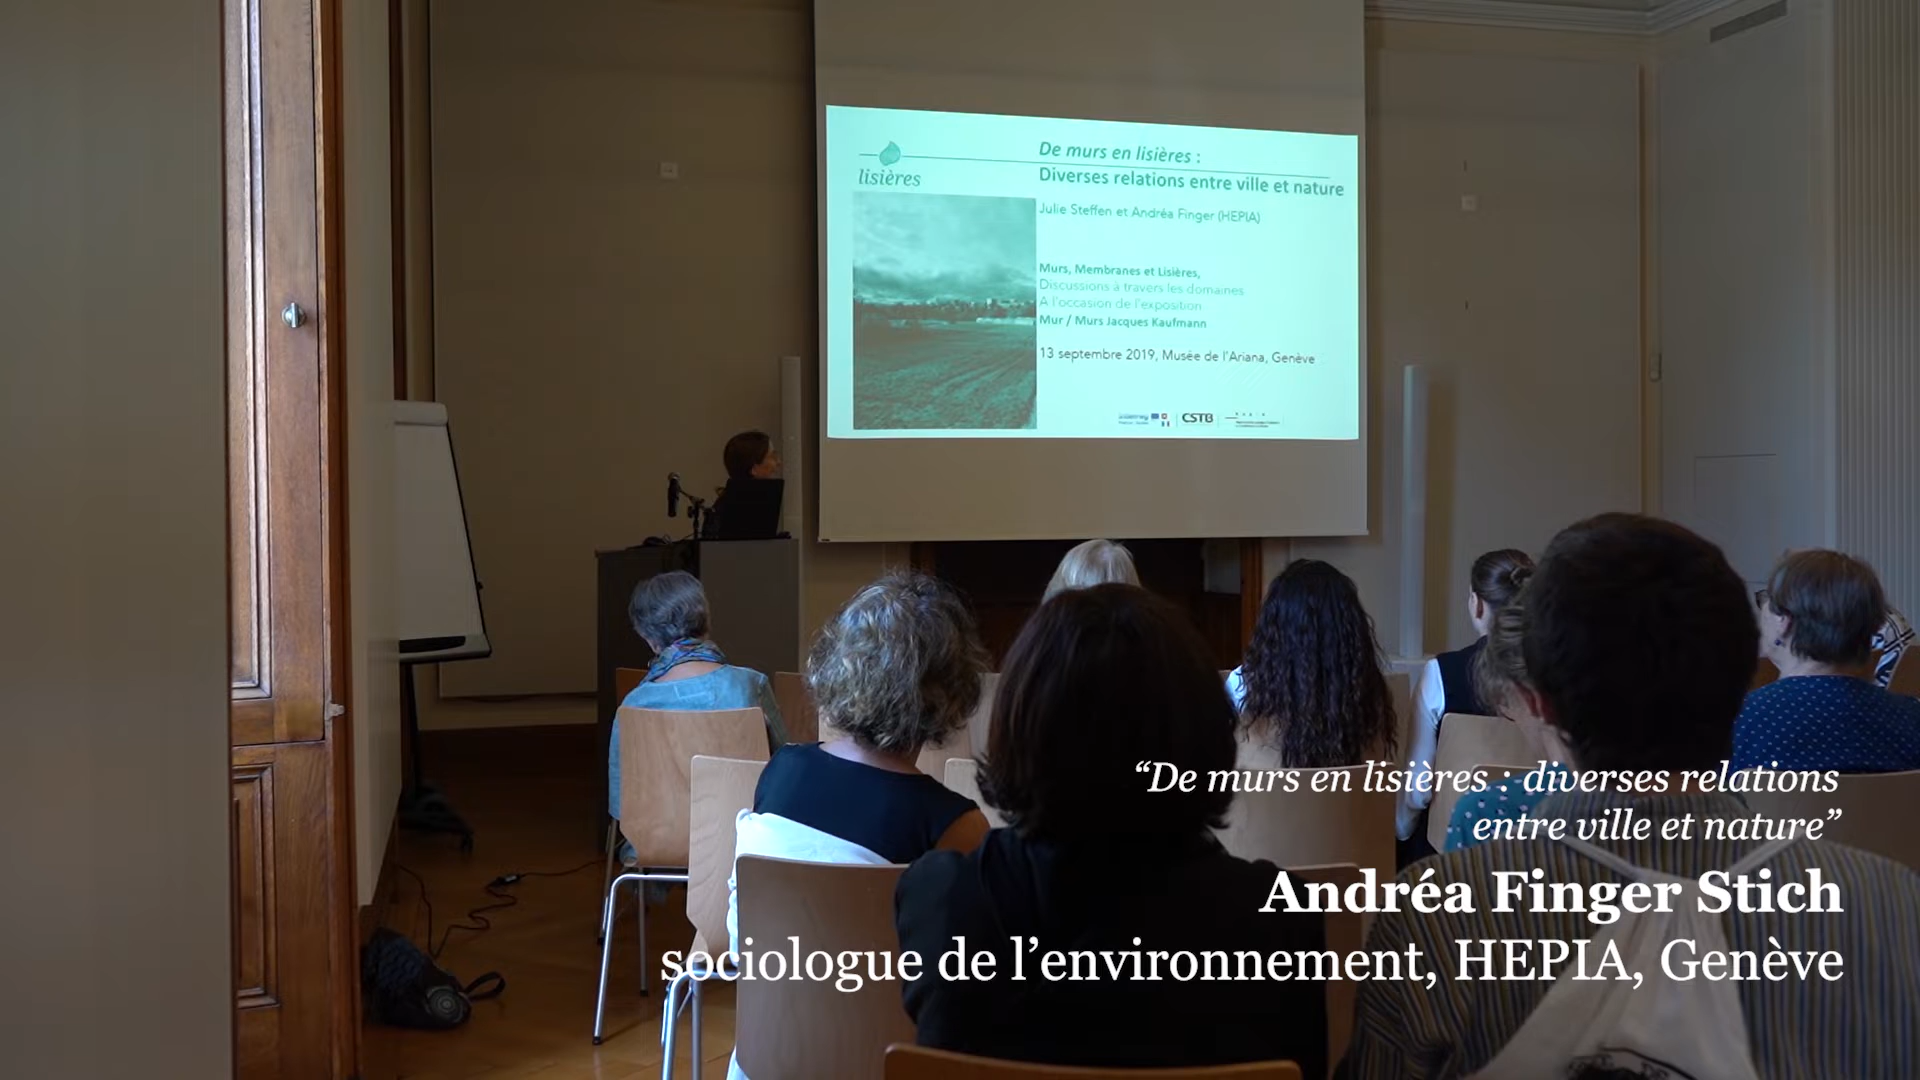 De murs en lisières :
Diverses relations entre ville et nature
lisières
Julie Steffen et Andréa Finger (HEPIA)
Murs, Membranes et Lisières,
Discussions à travers les domaines
A l'occasion de l'exposition
Mur / Murs Jacques Kaufmann
13 septembre 2019, Musée de l'Ariana, Genève
CSTB
“De murs en lisières : diverses relations
entre ville et nature”
Andréa Finger Stich
sociologue de l’environnement, HEPIA, Genève